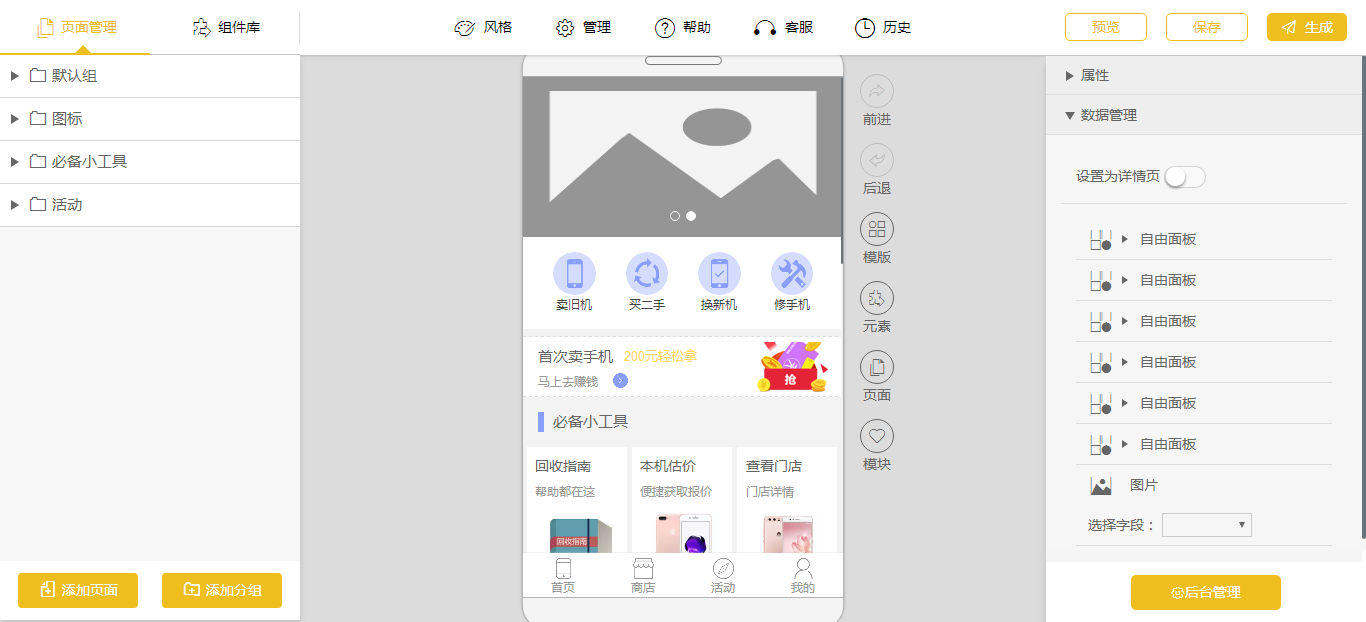 页面管理
组件库
风格
管理
帮助
客服
历史
预览
保存
生成
默认组
图标
必备小工具
活动
添加页面
添加分组
卖旧机
买二手
换新机
修手机
首次卖手机 200元轻松拿
马上去赚钱
抢
必备小工具
回收指南
帮助都在这
回收指南
本机估价
便捷获取报价
查看门店
门店详情
首页
商店
活动
我的
前进
后退
模版
元素
页面
模块
属性
数据管理
设置为详情页
自由面板
自由面板
自由面板
自由面板
自由面板
自由面板
图片
选择字段：
后台管理